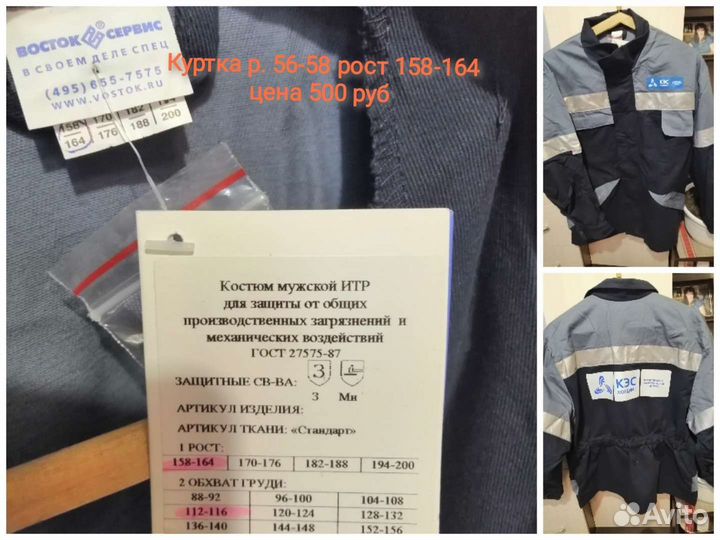 ВОСТОК СЕРВИС
В СВОЕМ ДЕЛЕ СПЕЦ
(495) 655-7575
WWW.VOSTOK.RU
158 170 182 194
164 176 188 200
Куртка р. 56-58 рост 158-164
цена 500 руб
Костюм мужской ИТР
для защиты от общих
производственных загрязнений и
механических воздействий
ГОСТ 27575-87
ЗАЩИТНЫЕ СВ-ВА:
З
З Ми
АРТИКУЛ ИЗДЕЛИЯ:
АРТИКУЛ ТКАНИ: «Стандарт»
1 РОСТ:
158-164 170-176 182-188 194-200
2 ОБХВАТ ГРУДИ:
88-92 96-100 104-108
112-116 120-124 128-132
136-140 144-148 152-156
КЭС
КЭС
ХОЛДИНГ
Avito